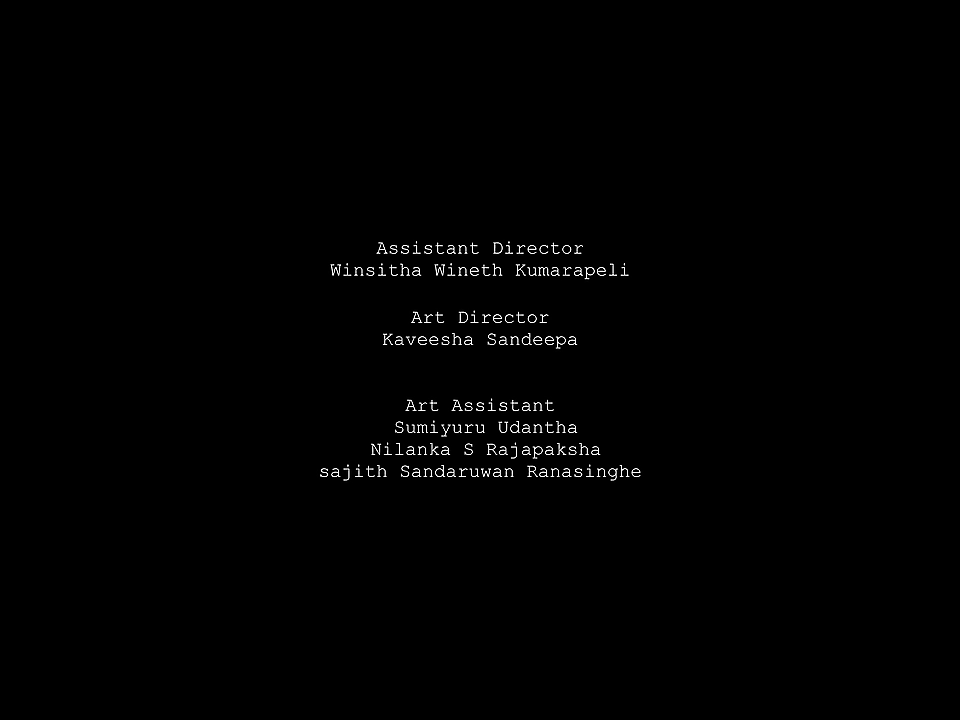 Assistant Director
Winsitha Wineth Kumarapeli
Art Director
Kaveesha Sandeepa
Art Assistant
Sumiyuru Udantha
Nilanka S Rajapaksha
sajith Sandaruwan Ranasinghe